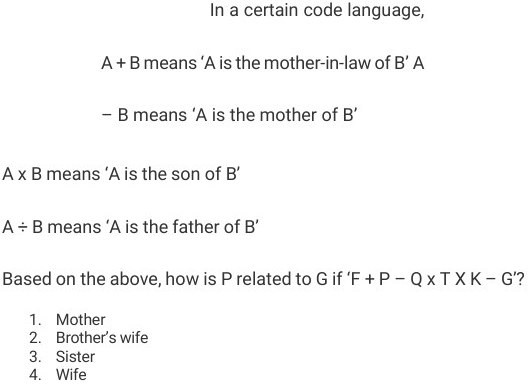 In a certain code language,
A + B means ‘A is the mother-in-law of B’ A
− B means ‘A is the mother of B’
A x B means ‘A is the son of B’
A ÷ B means ‘A is the father of B’
Based on the above, how is P related to G if ‘F + P − Q x T X K − G’?
1. Mother
2. Brother's wife
3. Sister
4. Wife